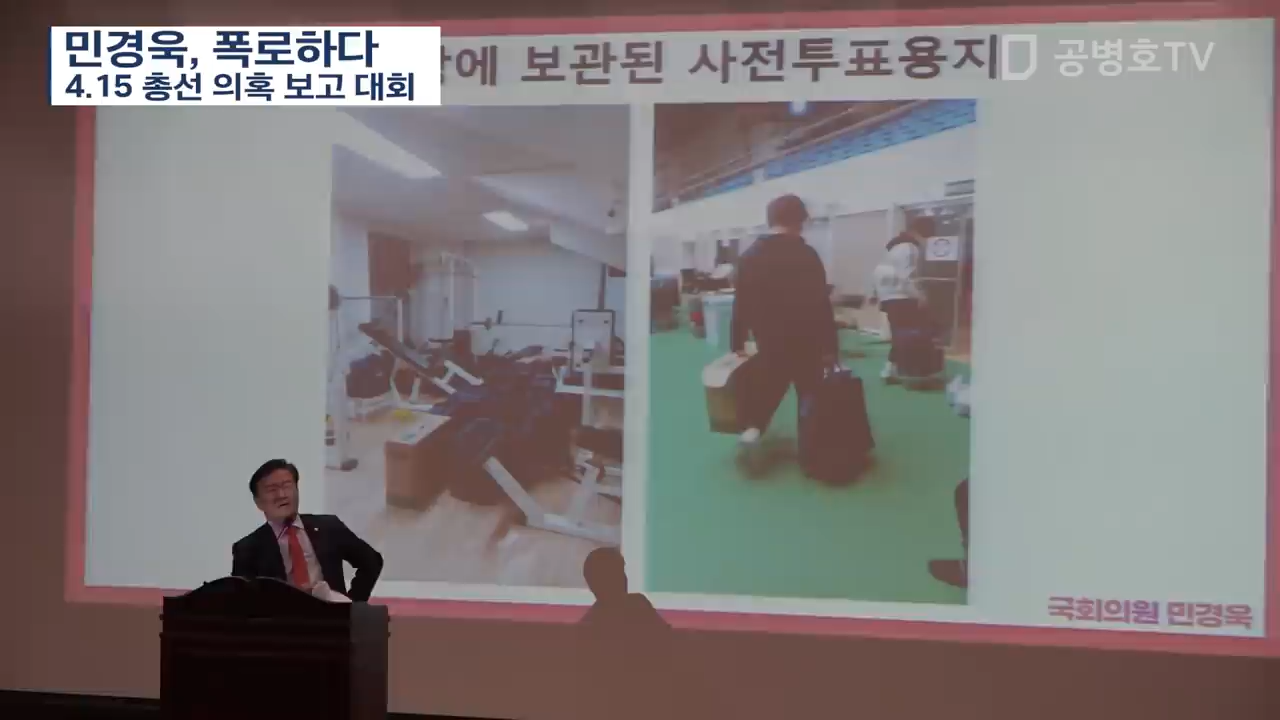 민경욱, 폭로하다
4.15 총선 의혹 보고 대회
에 보관된 사전투표용지
공병호TV
국회의원 민경욱